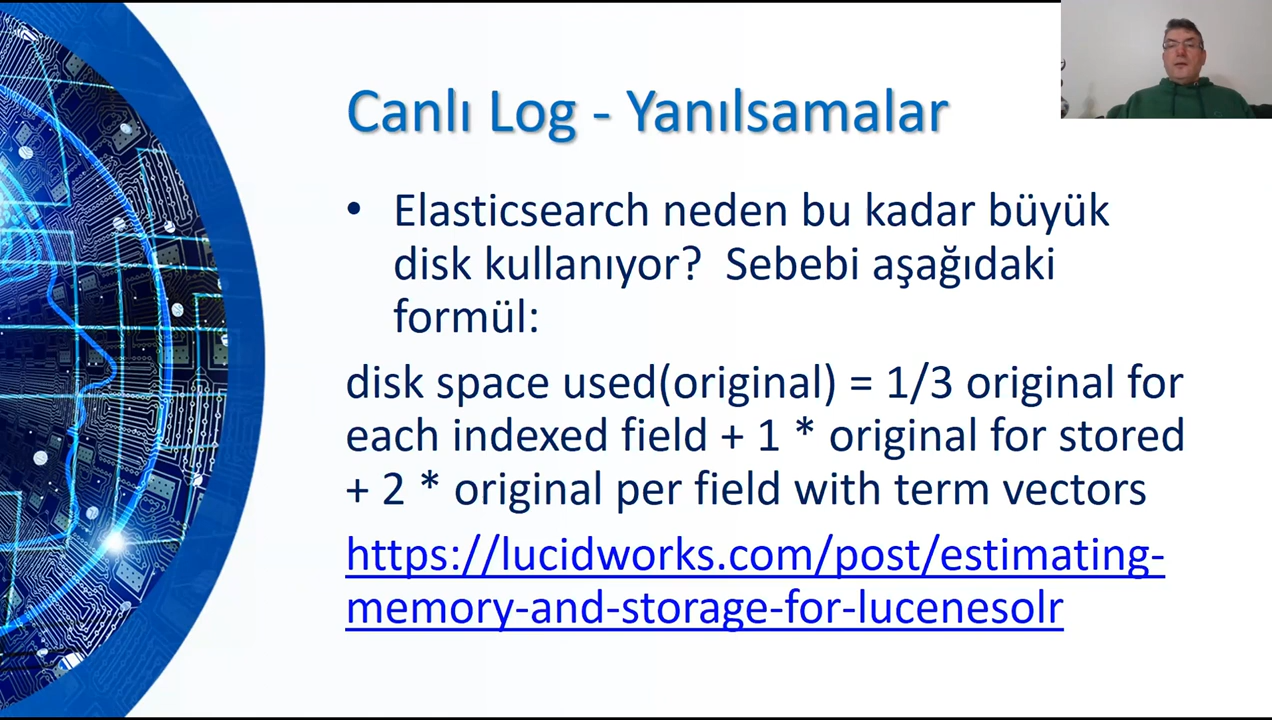 Canlı Log - Yanılsamalar
• Elasticsearch neden bu kadar büyük
disk kullanıyor?  Sebebi aşağıdaki
formül:
disk space used(original) = 1/3 original for
each indexed field + 1 * original for stored
+ 2 * original per field with term vectors
https://lucidworks.com/post/estimating-
memory-and-storage-for-lucenesolr